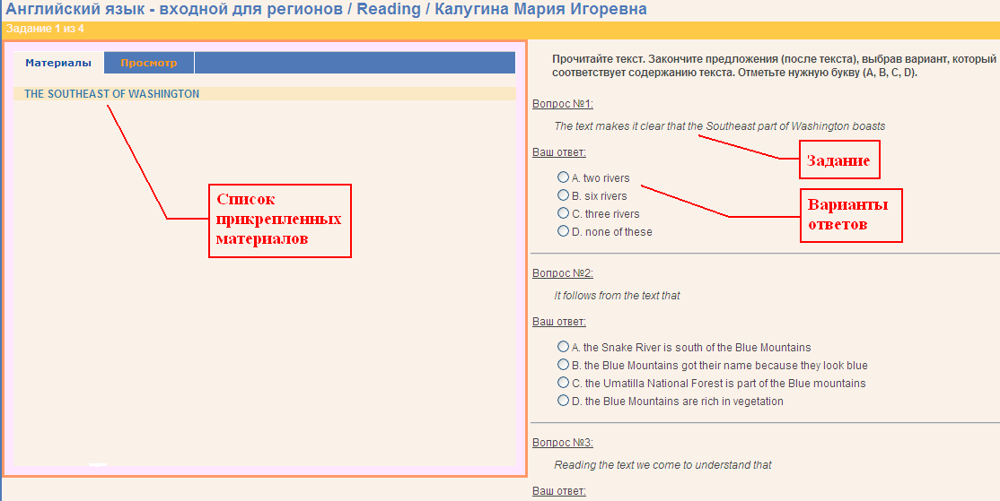 Английский язык - входной для регионов / Reading / Калугина Мария Игоревна
Задание 1 из 4
Материалы
Просмотр
THE SOUTHEAST OF WASHINGTON
Список
прикрепленных
материалов
Прочитайте текст. Закончите предложения (после текста), выбрав вариант, который
соответствует содержанию текста. Отметьте нужную букву (A, B, C, D).
Вопрос №1:
The text makes it clear that the Southeast part of Washington boasts
Задание
Ваш ответ:
A. two rivers
B. six rivers
C. three rivers
D. none of these
Варианты
ответов
Вопрос №2:
It follows from the text that
Ваш ответ:
A. the Snake River is south of the Blue Mountains
B. the Blue Mountains got their name because they look blue
C. the Umatilla National Forest is part of the Blue mountains
D. the Blue Mountains are rich in vegetation
Вопрос №3:
Reading the text we come to understand that
Ваш ответ: